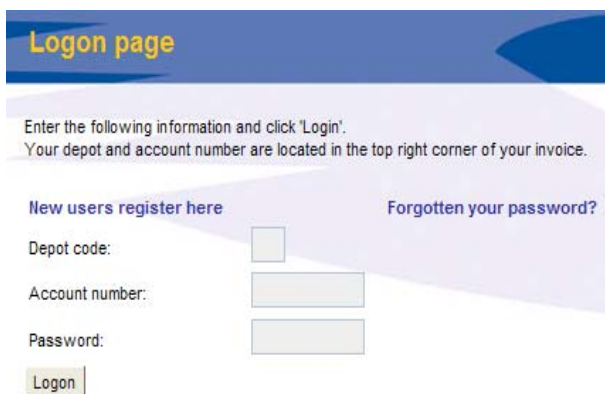 Logon page
Enter the following information and click 'Login'.
Your depot and account number are located in the top right corner of your invoice.
New users register here Forgotten your password?
Depot code:
Account number:
Password:
Logon